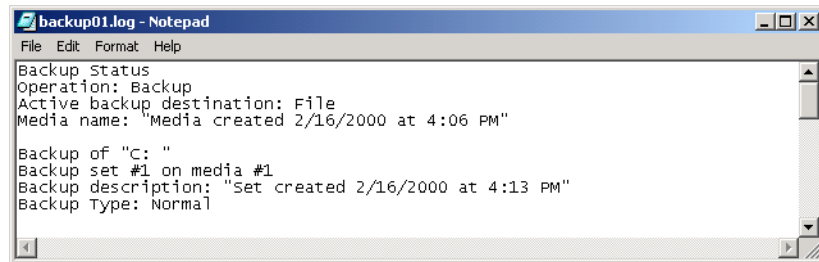 backup01.log - Notepad
File Edit Format Help
Backup Status
Operation: Backup
Active backup destination: File
Media name: "Media created 2/16/2000 at 4:06 PM"
Backup of "C: "
Backup set #1 on media #1
Backup description: "Set created 2/16/2000 at 4:13 PM"
Backup Type: Normal